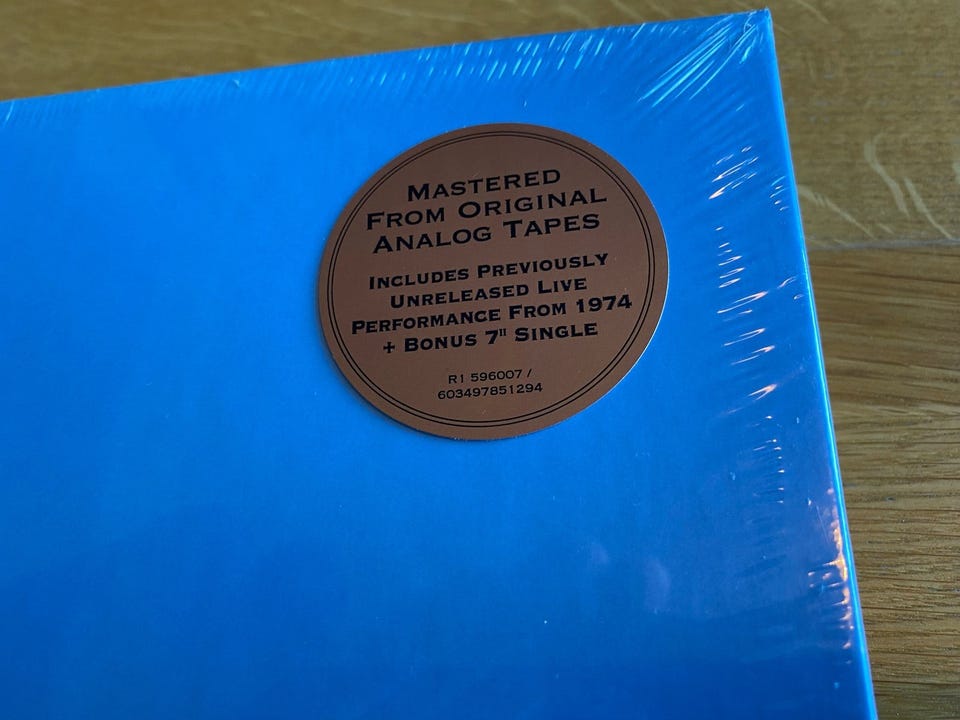 MASTERED
FROM ORIGINAL
ANALOG TAPES
INCLUDES PREVIOUSLY
UNRELEASED LIVE
PERFORMANCE FROM 1974
+ BONUS 7" SINGLE
R1 596007 /
603497851294